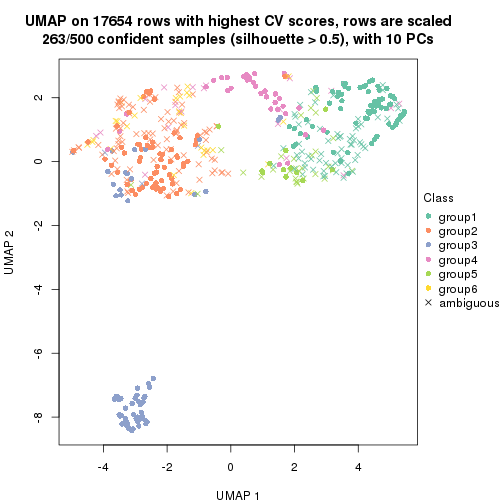 UMAP on 17654 rows with highest CV scores, rows are scaled
263/500 confident samples (silhouette > 0.5), with 10 PCs
2
0
-2
-4
-6
-8
UMAP 2
-4 -2 0 2 4
UMAP 1
Class
group1
group2
group3
group4
group5
group6
ambiguous